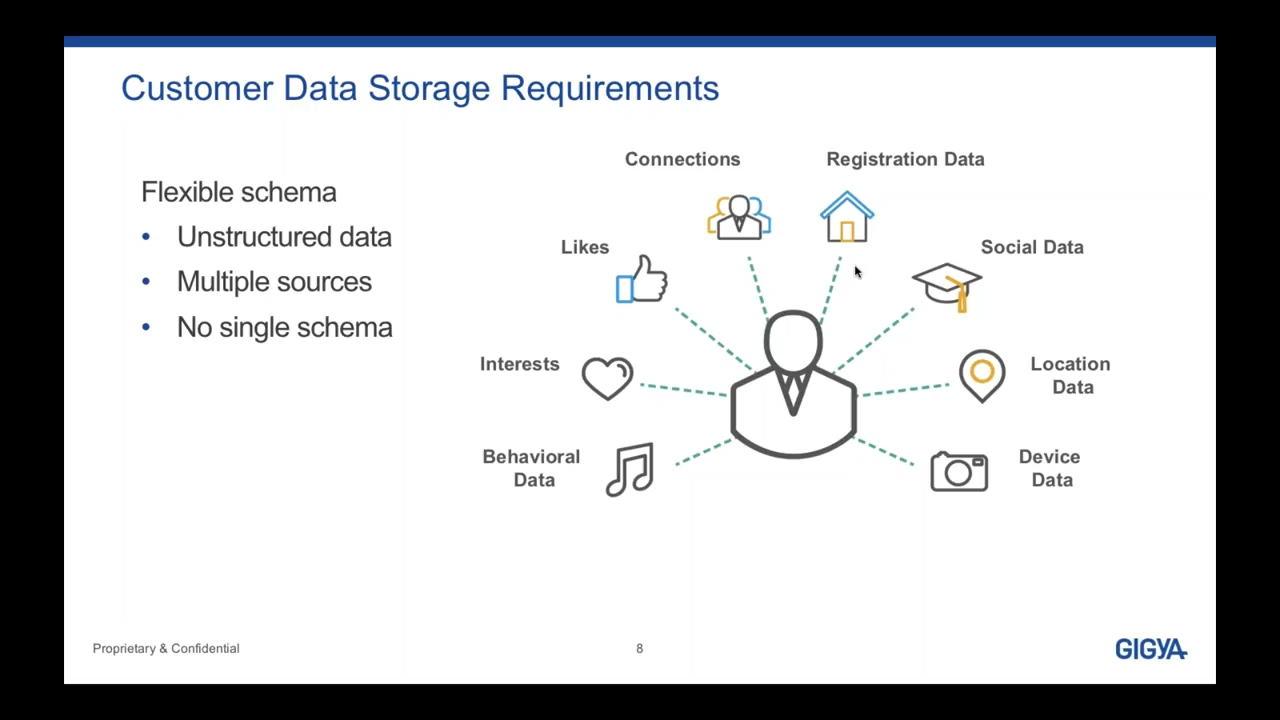 Customer Data Storage Requirements
Flexible schema
• Unstructured data
• Multiple sources
• No single schema
Connections
Registration Data
Likes
Social Data
Interests
Location
Data
Behavioral
Data
Device
Data
Proprietary & Confidential
8
GIGYA